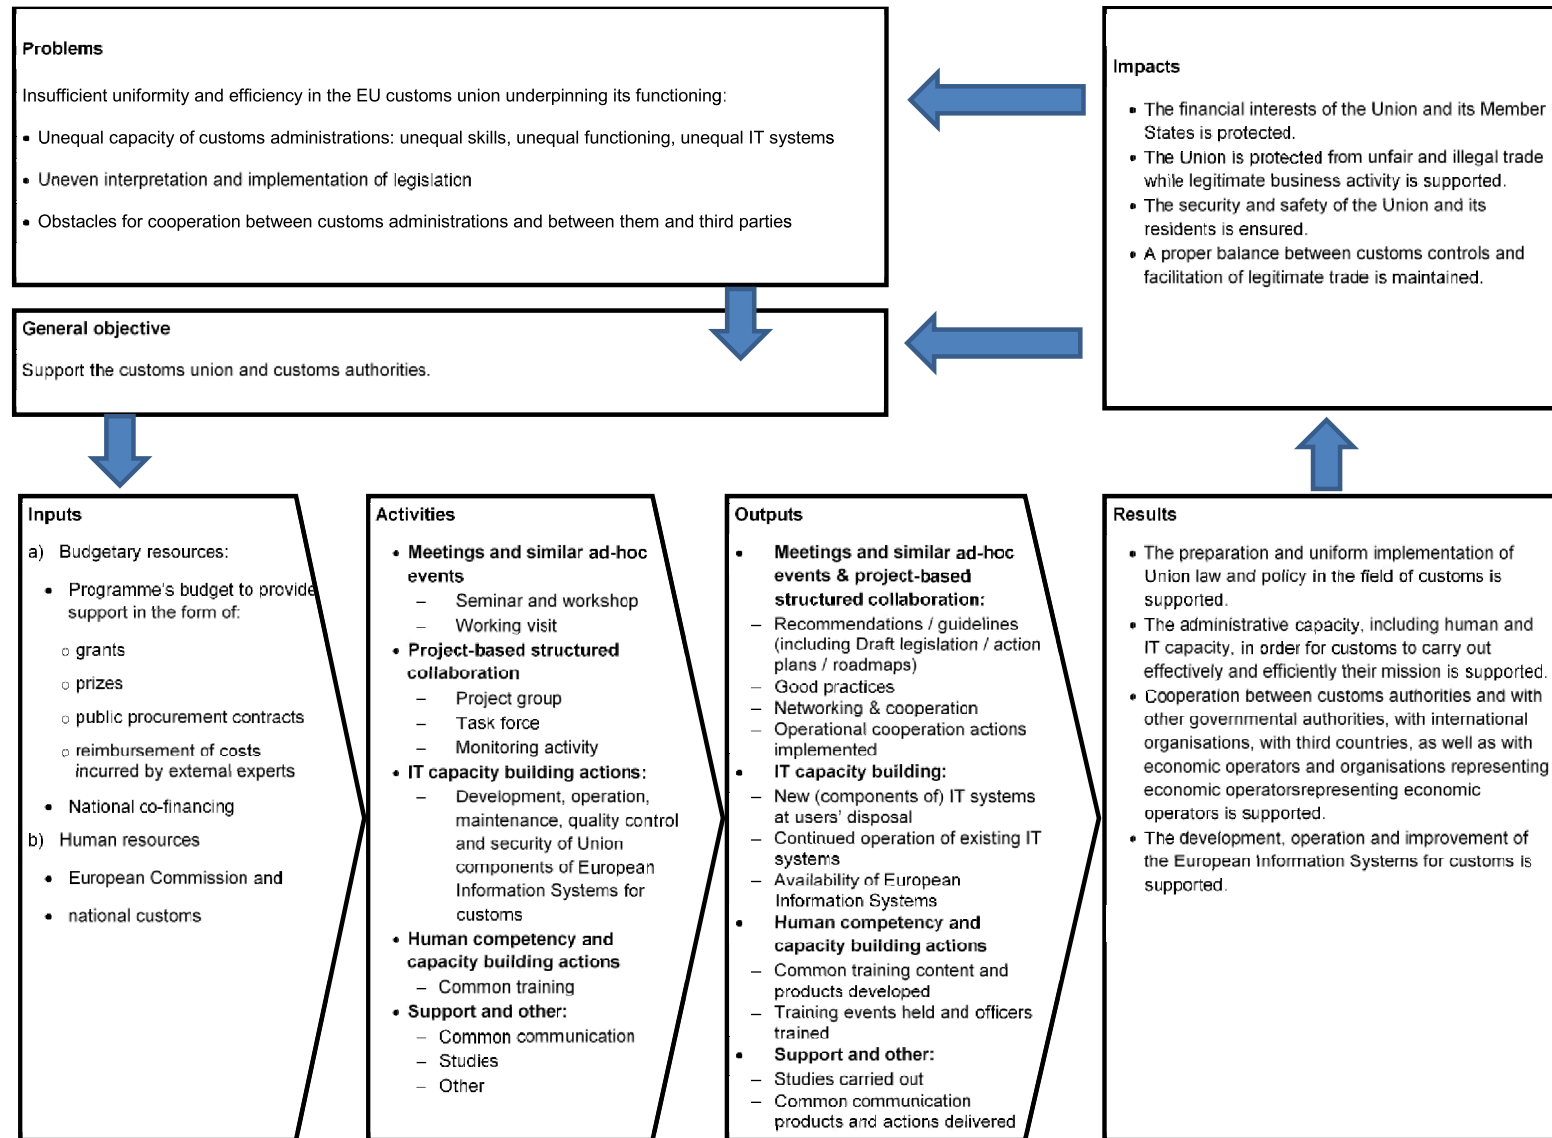 Problems
Insufficient uniformity and efficiency in the EU customs union underpinning its functioning:
• Unequal capacity of customs administrations: unequal skills, unequal functioning, unequal IT systems
• Uneven interpretation and implementation of legislation
• Obstacles for cooperation between customs administrations and between them and third parties
General objective
Support the customs union and customs authorities.
Impacts
• The financial interests of the Union and its Member
States is protected.
• The Union is protected from unfair and illegal trade
while legitimate business activity is supported.
• The security and safety of the Union and its
residents is ensured.
• A proper balance between customs controls and
facilitation of legitimate trade is maintained.
Inputs
a) Budgetary resources:
• Programme's budget to provide
support in the form of:
○ grants
○ prizes
○ public procurement contracts
○ reimbursement of costs
incurred by external experts
• National co-financing
b) Human resources
• European Commission and
• national customs
Activities
• Meetings and similar ad-hoc
events
– Seminar and workshop
– Working visit
• Project-based structured
collaboration
– Project group
– Task force
– Monitoring activity
• IT capacity building actions:
– Development, operation,
maintenance, quality control
and security of Union
components of European
Information Systems for
customs
• Human competency and
capacity building actions
– Common training
• Support and other:
– Common communication
– Studies
– Other
Outputs
• Meetings and similar ad-hoc
events & project-based
structured collaboration:
– Recommendations / guidelines
(including Draft legislation / action
plans / roadmaps)
– Good practices
– Networking & cooperation
– Operational cooperation actions
implemented
• IT capacity building:
– New (components of) IT systems
at users' disposal
– Continued operation of existing IT
systems
– Availability of European
Information Systems
• Human competency and
capacity building actions
– Common training content and
products developed
– Training events held and officers
trained
• Support and other:
– Studies carried out
– Common communication
products and actions delivered
Results
• The preparation and uniform implementation of
Union law and policy in the field of customs is
supported.
• The administrative capacity, including human and
IT capacity, in order for customs to carry out
effectively and efficiently their mission is supported.
• Cooperation between customs authorities and with
other governmental authorities, with international
organisations, with third countries, as well as with
economic operators and organisations representing
economic operatorsrepresenting economic
operators is supported.
• The development, operation and improvement of
the European Information Systems for customs is
supported.